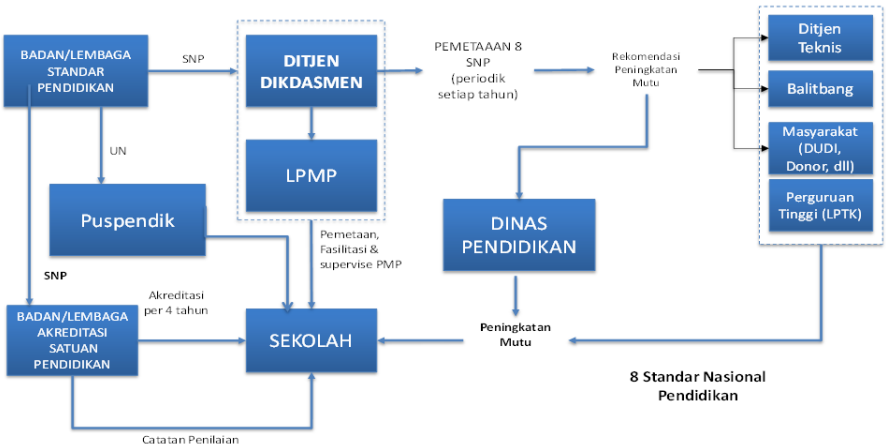 BADAN/LEMBAGA
STANDAR
PENDIDIKAN
SNP
DITJEN
DIKDASMEN
PEMETAAAN 8
SNP
(periodik
setiap tahun)
Rekomendasi
Peningkatan
Mutu
Ditjen
Teknis
Balitbang
Masyarakat
(DUDI,
Donor, dll)
Perguruan
Tinggi (LPTK)
UN
LPMP
Puspendik
Pemetaan,
Fasilitasi &
supervise PMP
DINAS
PENDIDIKAN
SNP
Akreditasi
per 4 tahun
BADAN/LEMBAGA
AKREDITASI
SATUAN
PENDIDIKAN
SEKOLAH
Peningkatan
Mutu
8 Standar Nasional
Pendidikan
Catatan Penilaian